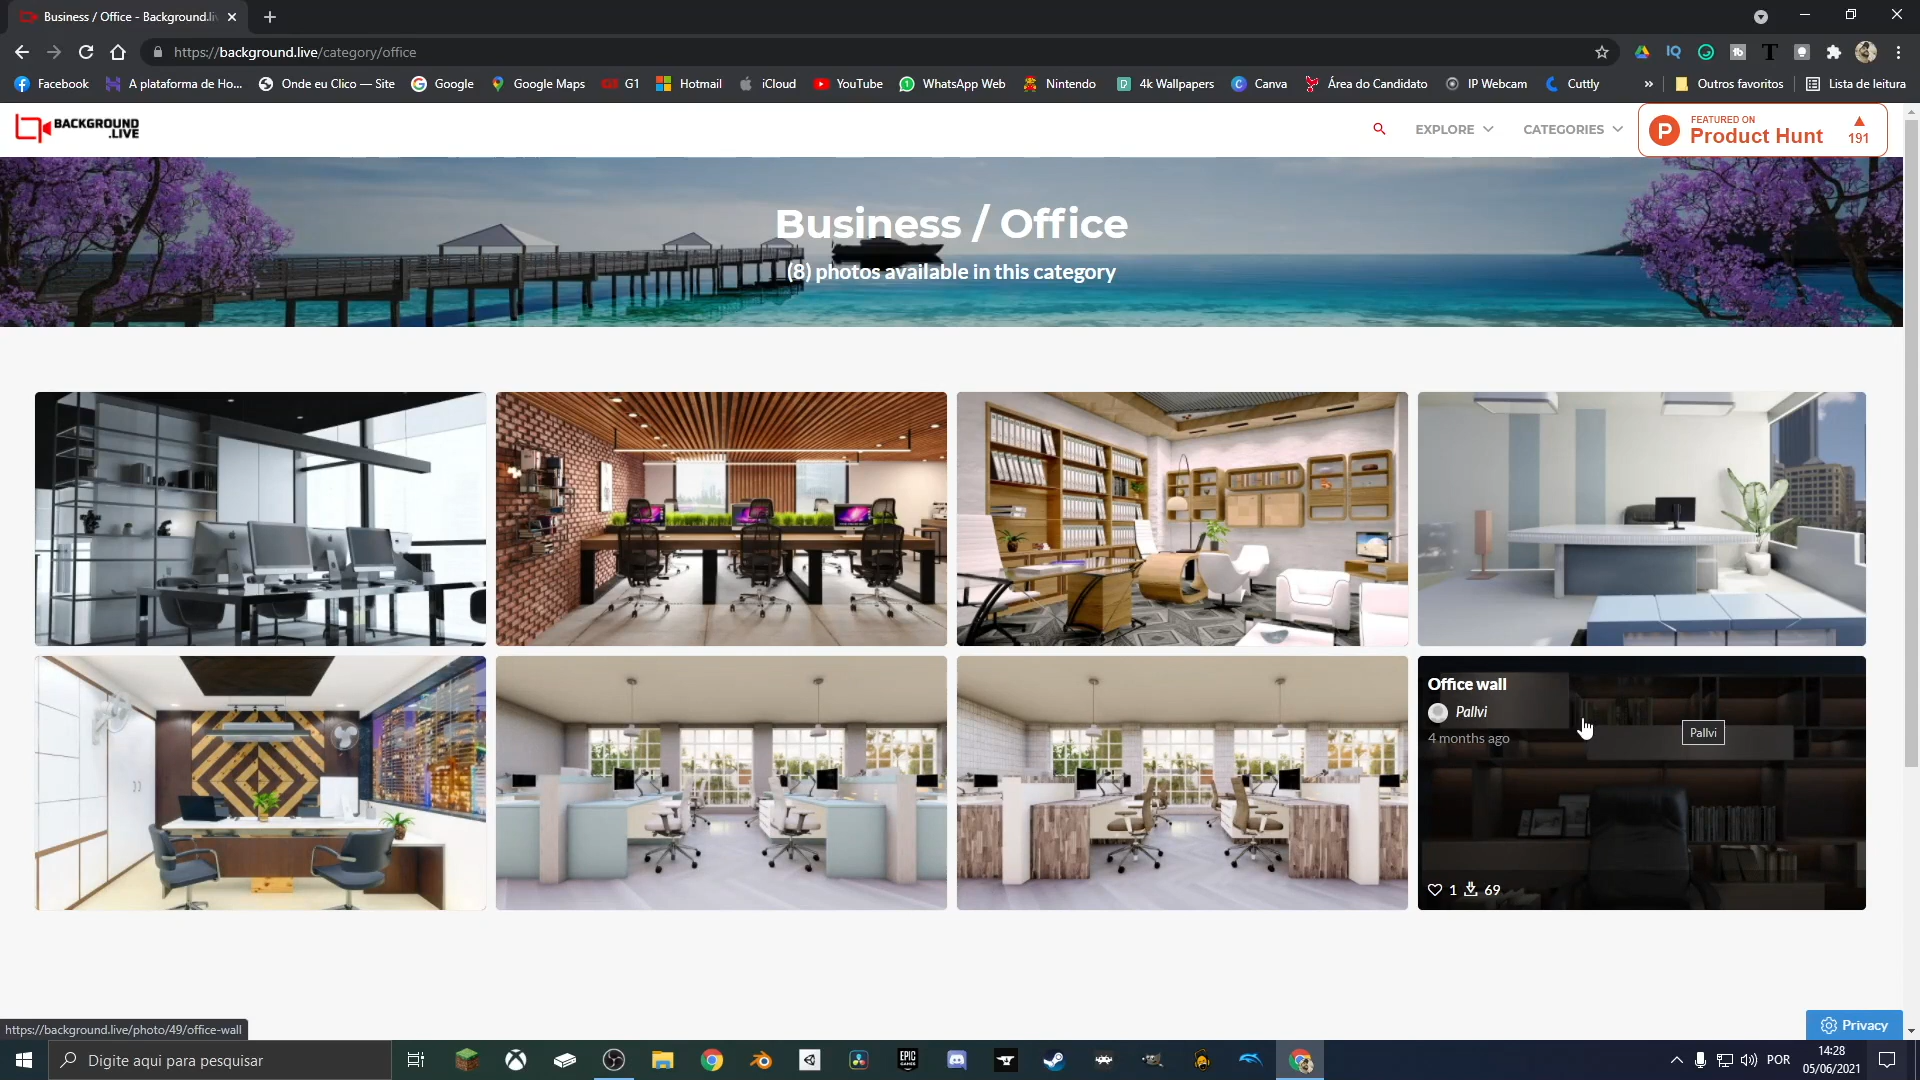 Business / Office - Background.li
https://background.live/category/office
Facebook
A plataforma de Ho...
Onde eu Clico — Site
Google
Google Maps
G1
Hotmail
iCloud
YouTube
WhatsApp Web
Nintendo
4k Wallpapers
Canva
Área do Candidato
IP Webcam
Cuttly
»
Outros favoritos
Lista de leitura
BACKGROUND
.LIVE
EXPLORE
CATEGORIES
FEATURED ON
Product Hunt
191
Business / Office
(8) photos available in this category
Office wall
Pallvi
4 months ago
Pallvi
1
69
https://background.live/photo/49/office-wall
Privacy
Digite aqui para pesquisar
EPIC
GAMES
POR
14:28
05/06/2021